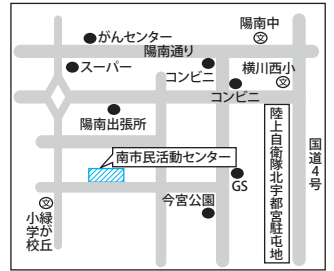 陽南中
がんセンター
陽南通り
スーパー
コンビニ
横川西小
コンビニ
陽南出張所
南市民活動センター
陸上自衛隊北宇都宮駐屯地
国道4号
GS
今宮公園
緑が丘
小学校